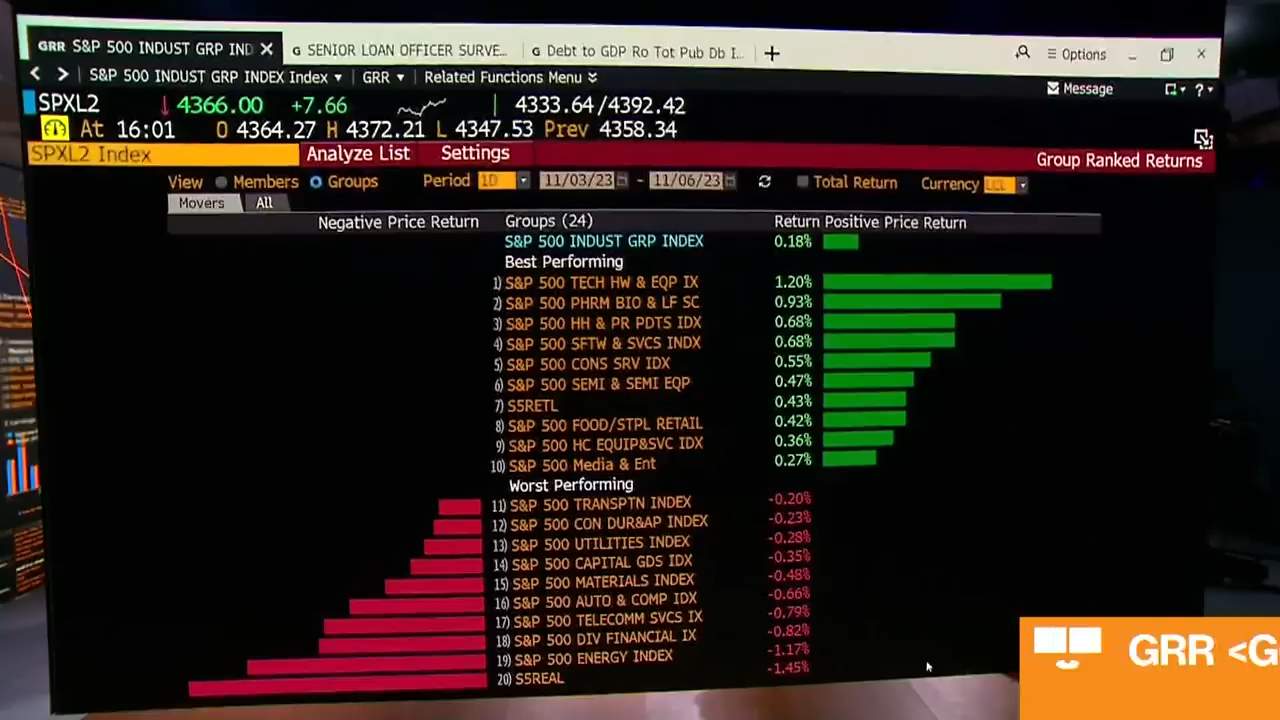 GRR S&P 500 INDUST GRP IND × G SENIOR LOAN OFFICER SURVE... G Debt to GDP Ro Tot Pub Db I... +
Options
< > S&P 500 INDUST GRP INDEX Index GRR Related Functions Menu
Message ?
SPXL2 ↓ 4366.00 +7.66 4333.64/4392.42
At 16:01 O 4364.27 H 4372.21 L 4347.53 Prev 4358.34
SPXL2 Index Analyze List Settings Group Ranked Returns
View Members Groups Period 1D 11/03/23 - 11/06/23 Total Return Currency
Movers All
Negative Price Return Groups (24) Return Positive Price Return
S&P 500 INDUST GRP INDEX 0.18%
Best Performing
1) S&P 500 TECH HW & EQP IX 1.20%
2) S&P 500 PHRM BIO & LF SC 0.93%
3) S&P 500 HH & PR PDTS IDX 0.68%
4) S&P 500 SFTW & SVCS INDX 0.68%
5) S&P 500 CONS SRV IDX 0.55%
6) S&P 500 SEMI & SEMI EQP 0.47%
7) S5RETL 0.43%
8) S&P 500 FOOD/STPL RETAIL 0.42%
9) S&P 500 HC EQUIP&SVC IDX 0.36%
10) S&P 500 Media & Ent 0.27%
Worst Performing
11) S&P 500 TRANSPTN INDEX -0.20%
12) S&P 500 CON DUR&AP INDEX -0.23%
13) S&P 500 UTILITIES INDEX -0.28%
14) S&P 500 CAPITAL GDS IDX -0.35%
15) S&P 500 MATERIALS INDEX -0.48%
16) S&P 500 AUTO & COMP IDX -0.66%
17) S&P 500 TELECOMM SVCS IX -0.79%
18) S&P 500 DIV FINANCIAL IX -0.82%
19) S&P 500 ENERGY INDEX -1.17%
20) S5REAL -1.45%
GRR <G